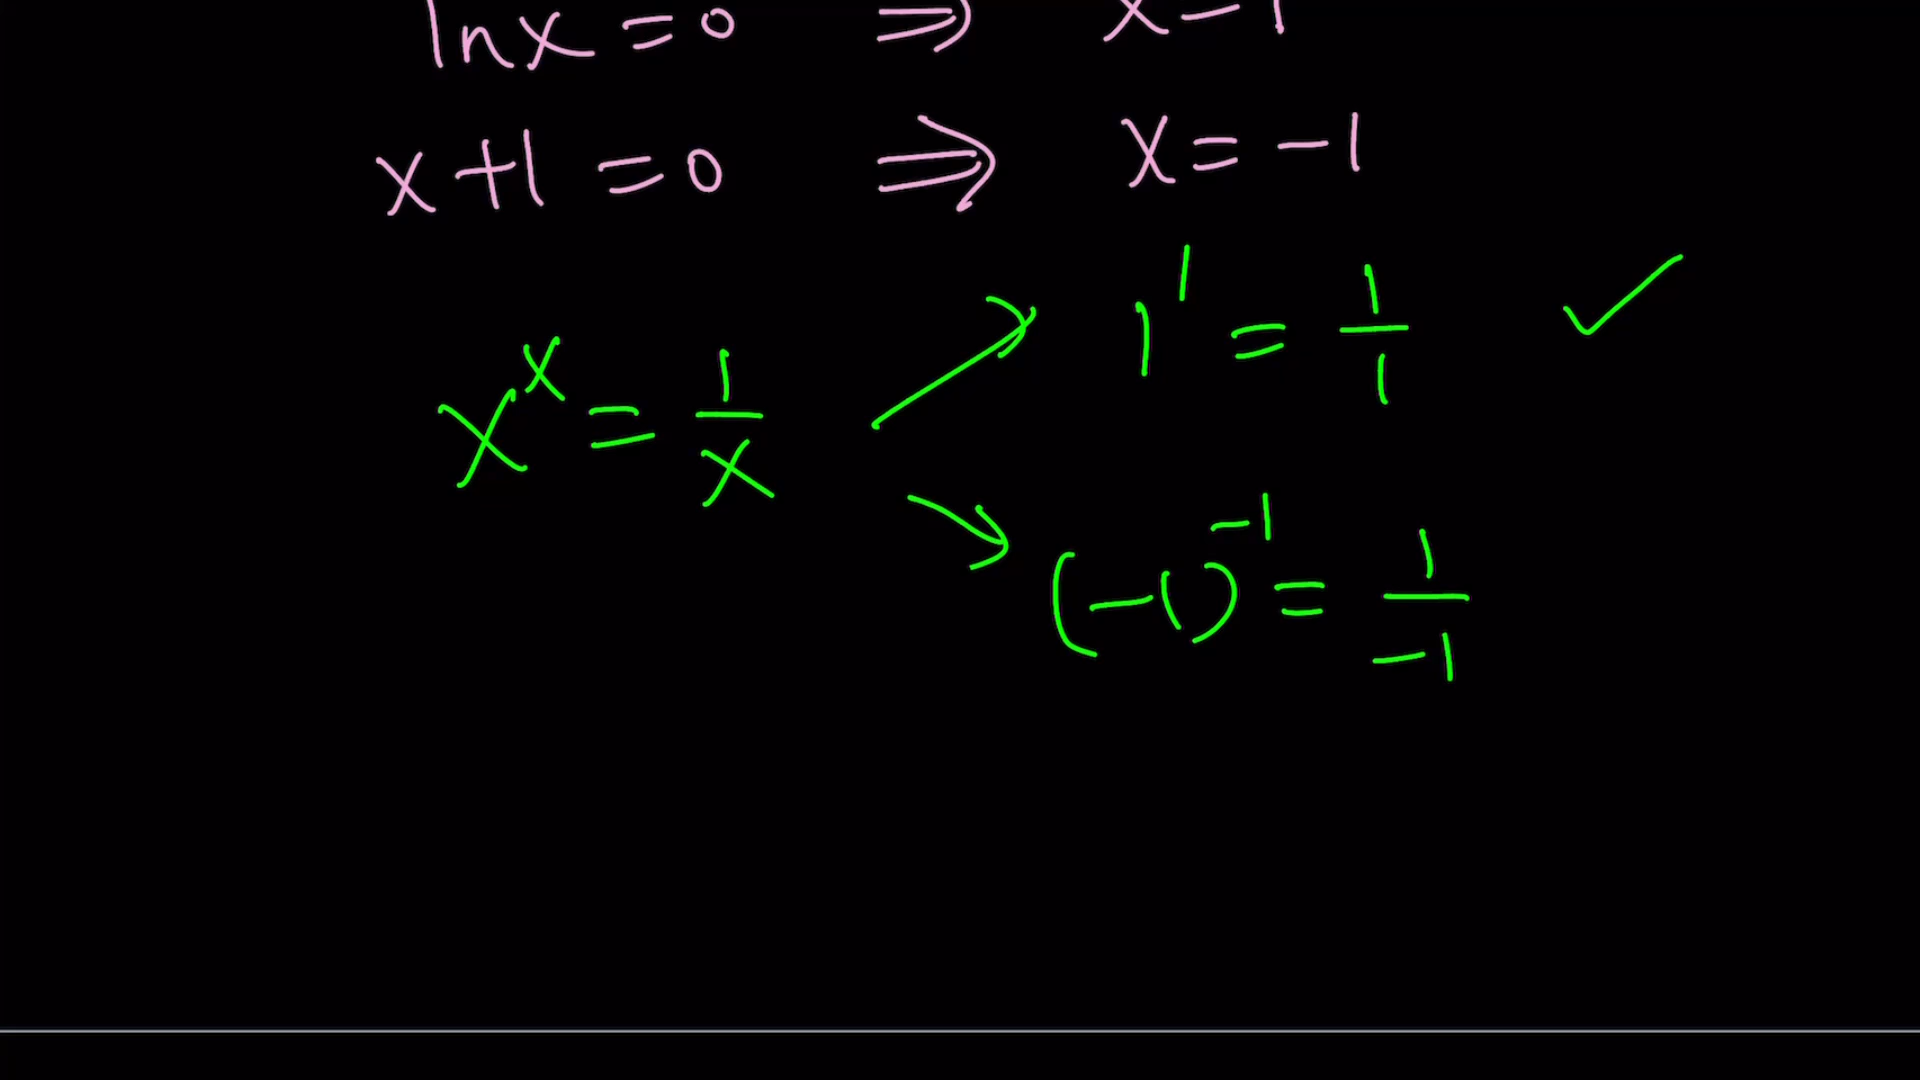 ln x = 0 ⇒ x = 1
x + 1 = 0 ⇒ x = -1
x^x = 1/x
1^1 = 1/1 ✓
(-1)^-1 = 1/-1